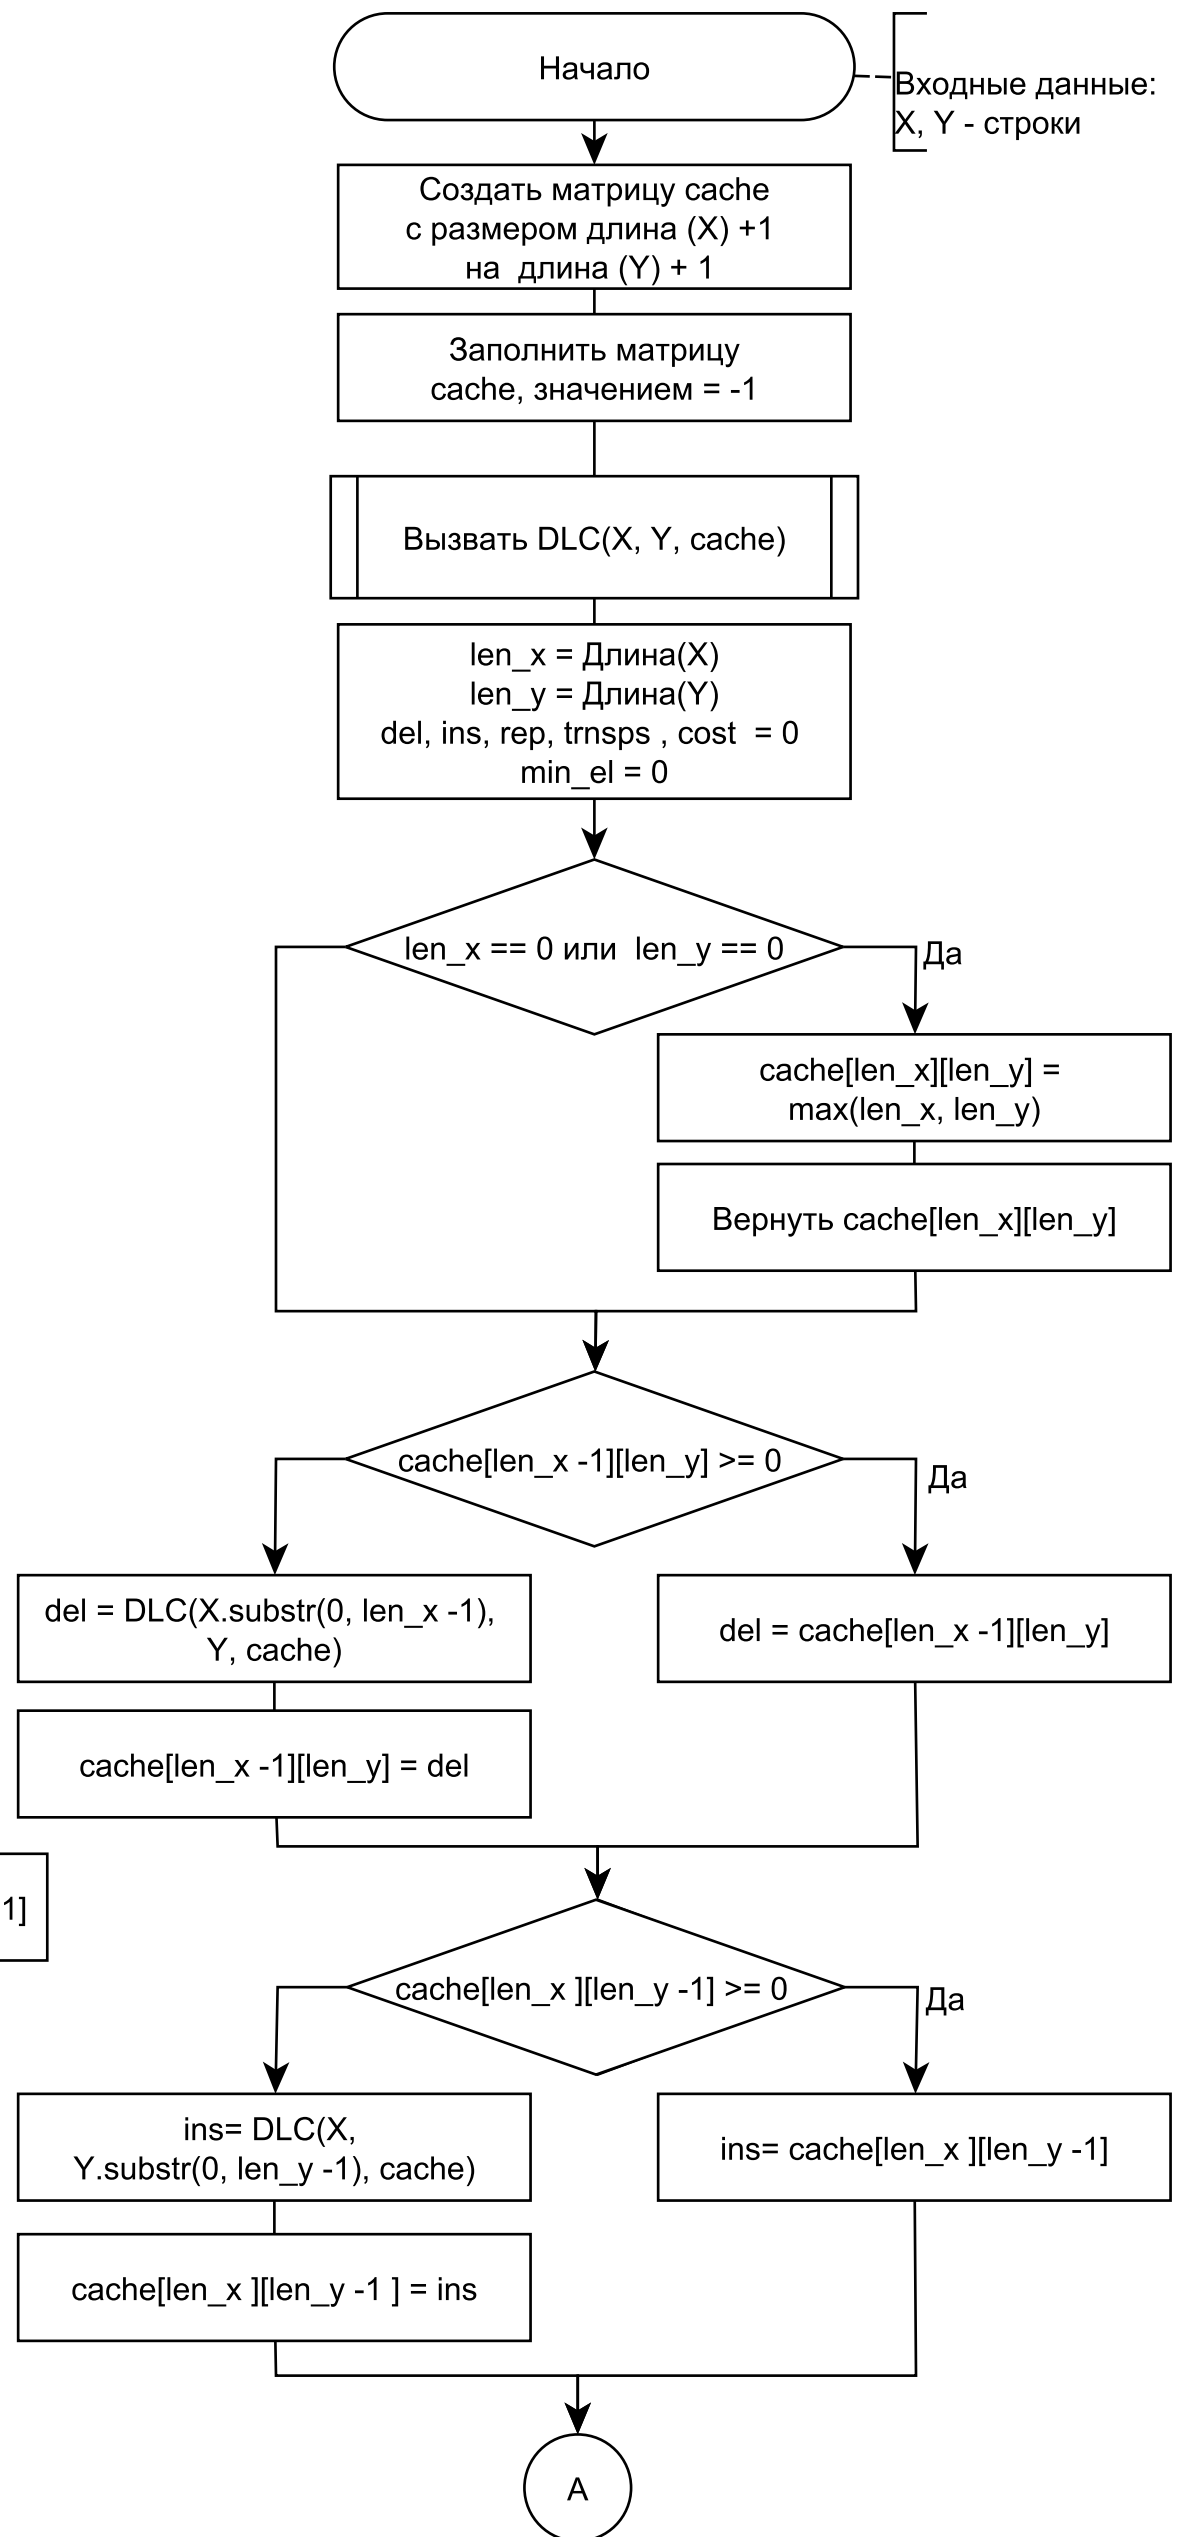 Начало
Входные данные:
X, Y - строки
Создать матрицу cache
с размером длина (X) +1
на  длина (Y) + 1
Заполнить матрицу
cache, значением = -1
Вызвать DLC(X, Y, cache)
len_x = Длина(X)
len_y = Длина(Y)
del, ins, rep, trnsps , cost  = 0
min_el = 0
len_x == 0 или  len_y == 0
Да
cache[len_x][len_y] =
max(len_x, len_y)
Вернуть cache[len_x][len_y]
cache[len_x -1][len_y] >= 0
Да
del = DLC(X.substr(0, len_x -1),
Y, cache)
del = cache[len_x -1][len_y]
cache[len_x -1][len_y] = del
1]
cache[len_x ][len_y -1] >= 0
Да
ins= DLC(X,
Y.substr(0, len_y -1), cache)
ins= cache[len_x ][len_y -1]
cache[len_x ][len_y -1 ] = ins
A